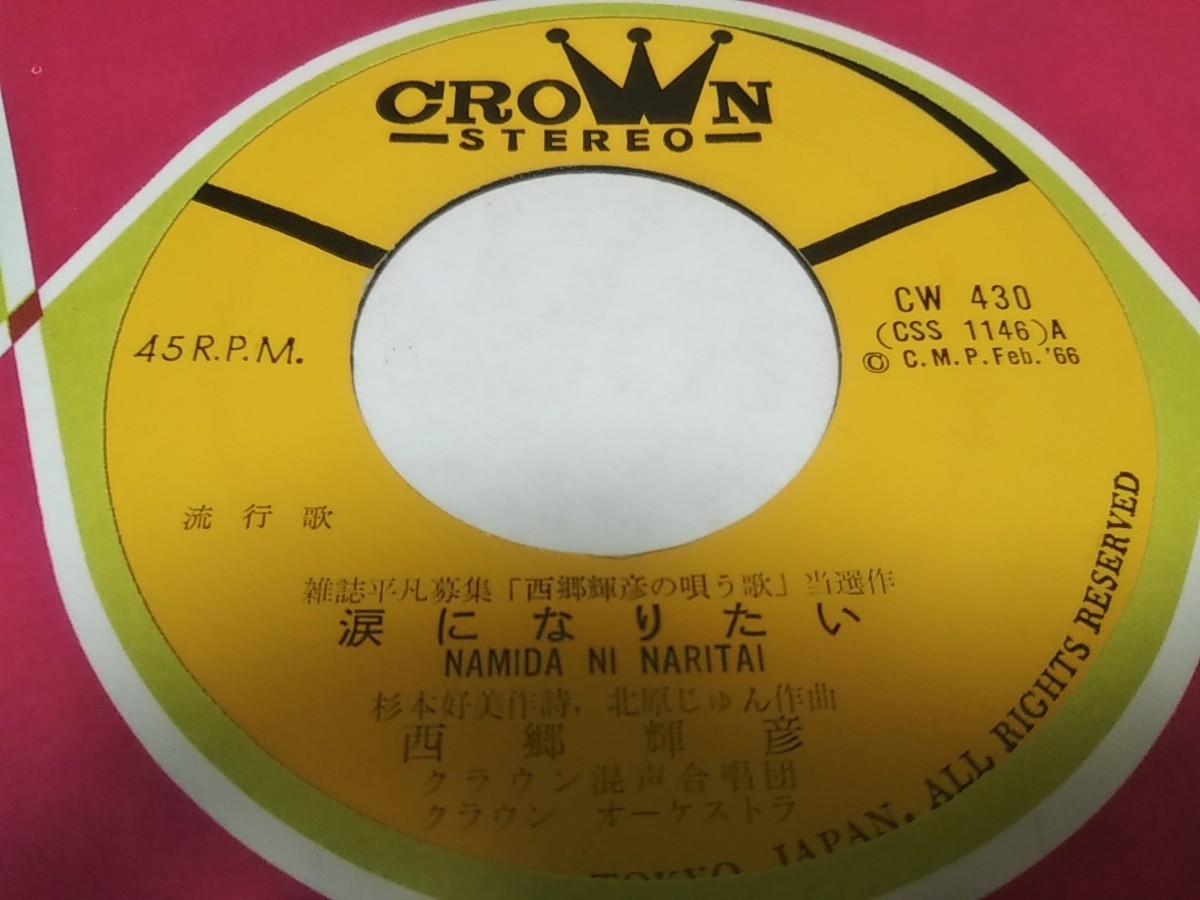 CROWN
STEREO
45 R.P.M.
CW 430
(CSS 1146)A
© C.M.P.Feb.'66
流行歌
雑誌平凡募集「西郷輝彦の唄う歌」当選作
涙になりたい
NAMIDA NI NARITAI
杉本好美作詩, 北原じゅん作曲
西郷輝彦
クラウン混声合唱団
クラウン オーケストラ
TOKYO, JAPAN. ALL RIGHTS RESERVED